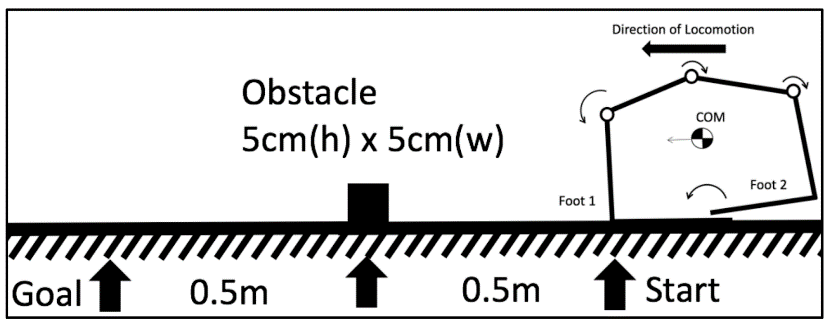 Direction of Locomotion
Obstacle
5cm(h) x 5cm(w)
COM
Foot 1
Foot 2
Goal
0.5m
0.5m
Start